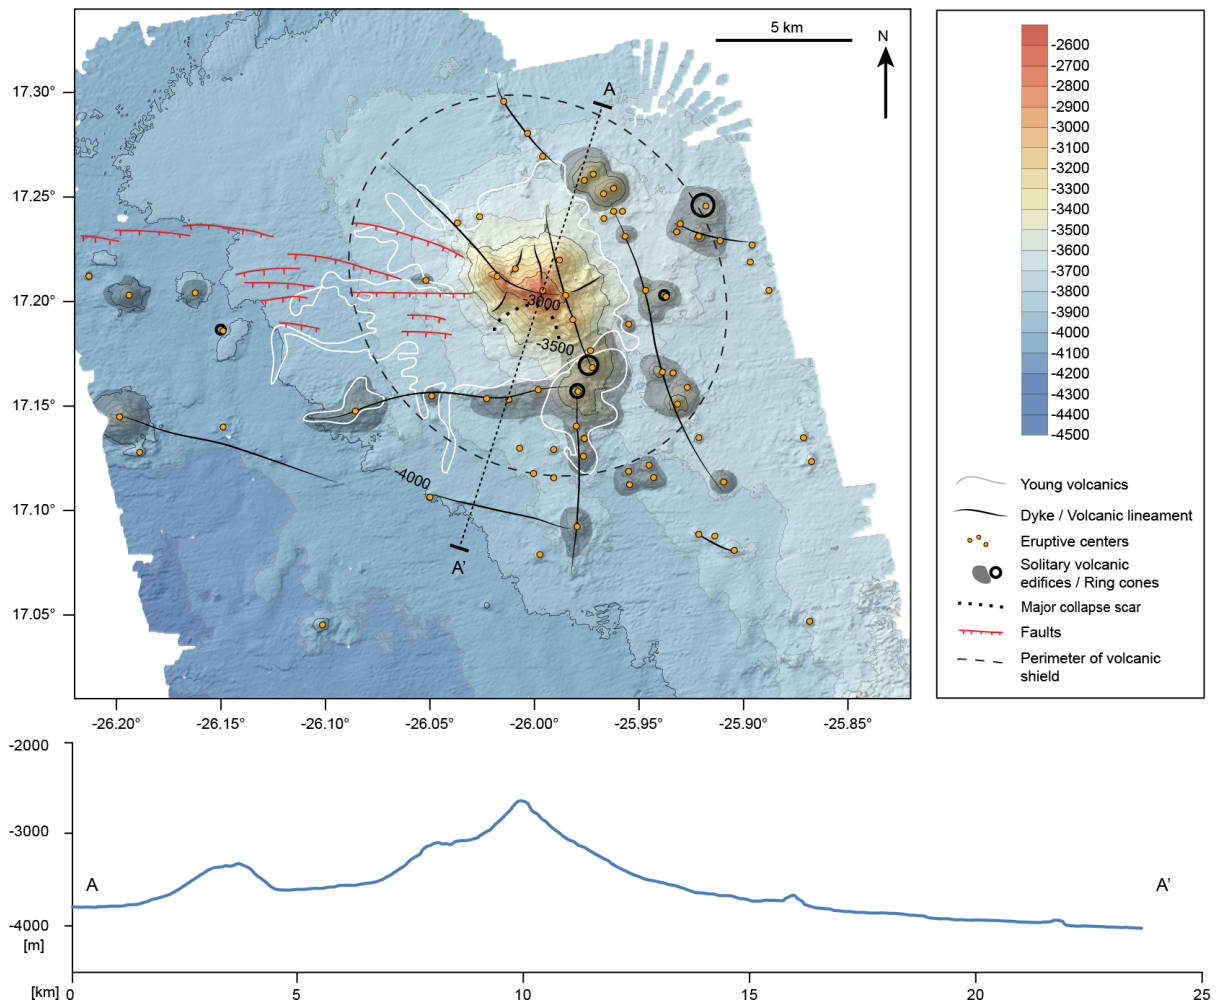 5 km
N
A
17.30°
17.25°
17.20°
17.15°
17.10°
17.05°
-3000
-3500
-4000
A'
-26.20°
-26.15°
-26.10°
-26.05°
-26.00°
-25.95°
-25.90°
-25.85°
-2600
-2700
-2800
-2900
-3000
-3100
-3200
-3300
-3400
-3500
-3600
-3700
-3800
-3900
-4000
-4100
-4200
-4300
-4400
-4500
Young volcanics
Dyke / Volcanic lineament
Eruptive centers
Solitary volcanic
edifices / Ring cones
Major collapse scar
Faults
Perimeter of volcanic
shield
-2000
-3000
A
A'
-4000
[m]
[km] 0 5 10 15 20 25